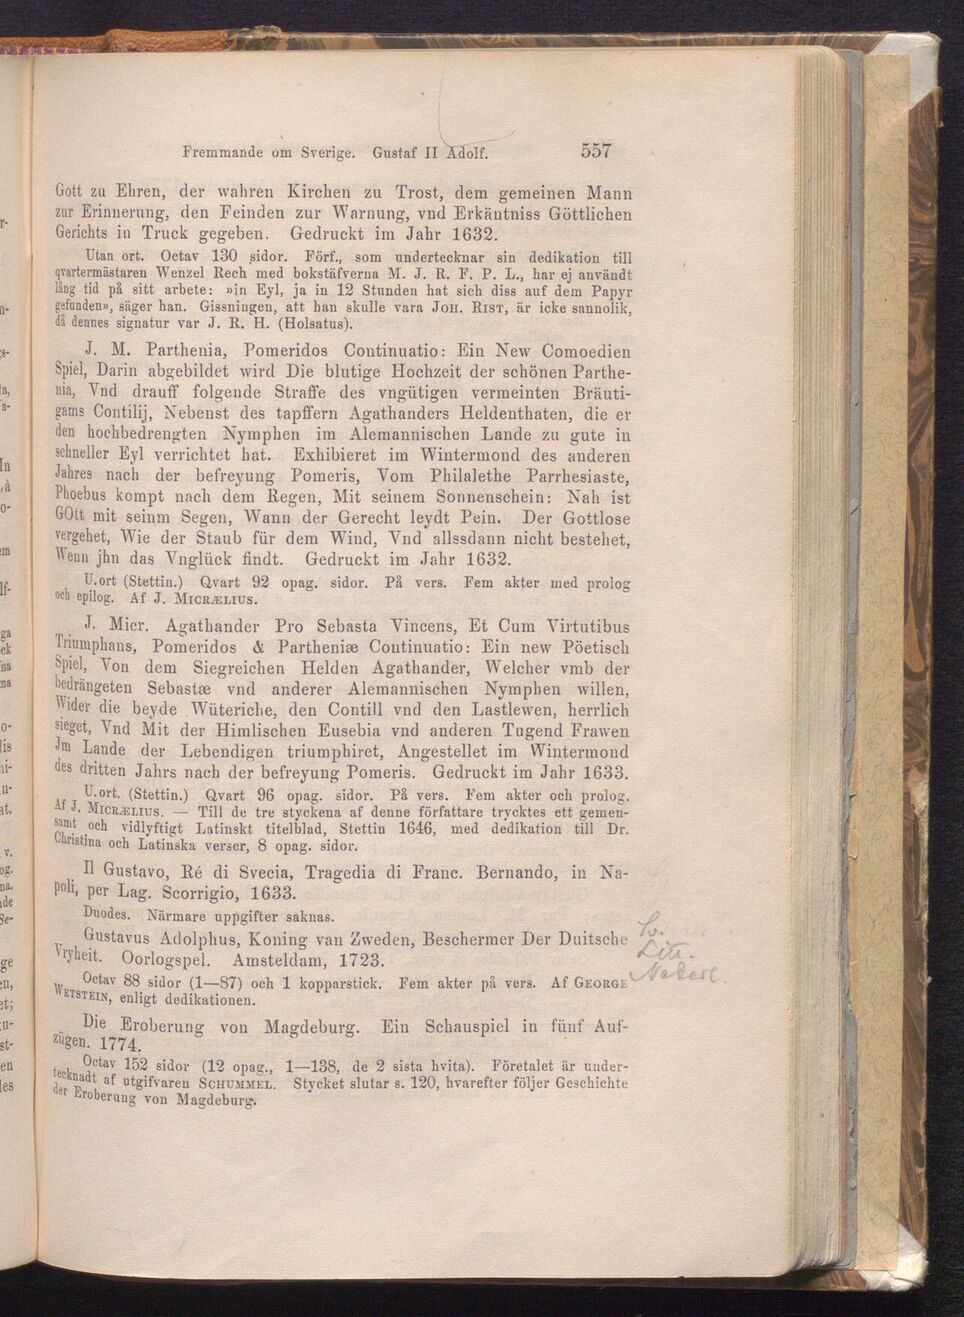 Fremmande om Sverige. Gustaf II Adolf. 557
Gott zu Ehren, der wahren Kirchen zu Trost, dem gemeinen Mann
zur Erinnerung, den Feinden zur Warnung, vnd Erkäntniss Göttlichen
Gerichts in Truck gegeben. Gedruckt im Jahr 1632.
Utan ort. Octav 130 sidor. Förf., som undertecknar sin dedikation till
qvartermästaren Wenzel Rech med bokstäfverna M. J. R. F. P. L., har ej användt
lång tid på sitt arbete: »in Eyl, ja in 12 Stunden hat sich diss auf dem Papyr
gefunden», säger han. Gissningen, att han skulle vara JOH. RIST, är icke sannolik,
då dennes signatur var J. R. H. (Holsatus).
J. M. Parthenia, Pomeridos Continuatio: Ein New Comoedien
Spiel, Darin abgebildet wird Die blutige Hochzeit der schönen Parthe-
nia, Vnd drauff folgende Straffe des vngütigen vermeinten Bräuti-
gams Contilij, Nebenst des tapffern Agathanders Heldenthaten, die er
den hochbedrengten Nymphen im Alemannischen Lande zu gute in
schneller Eyl verrichtet hat. Exhibieret im Wintermond des anderen
Jahres nach der befreyung Pomeris, Vom Philalethe Parrhesiaste,
Phoebus kompt nach dem Regen, Mit seinem Sonnenschein: Nah ist
GOtt mit seinm Segen, Wann der Gerecht leydt Pein. Der Gottlose
vergehet, Wie der Staub für dem Wind, Vnd allssdann nicht bestehet,
Wenn jhn das Vnglück findt. Gedruckt im Jahr 1632.
U.ort (Stettin.) Qvart 92 opag. sidor. På vers. Fem akter med prolog
och epilog. Af J. MICRÆLIUS.
J. Micr. Agathander Pro Sebasta Vincens, Et Cum Virtutibus
Triumphans, Pomeridos & Partheniæ Continuatio: Ein new Pöetisch
Spiel, Von dem Siegreichen Helden Agathander, Welcher vmb der
bedrängeten Sebastæ vnd anderer Alemannischen Nymphen willen,
Wider die beyde Wüteriche, den Contill vnd den Lastlewen, herrlich
sieget, Vnd Mit der Himlischen Eusebia vnd anderen Tugend Frawen
Jm Lande der Lebendigen triumphiret, Angestellet im Wintermond
des dritten Jahrs nach der befreyung Pomeris. Gedruckt im Jahr 1633.
U.ort. (Stettin.) Qvart 96 opag. sidor. På vers. Fem akter och prolog.
Af J. MICRÆLIUS. — Till de tre styckena af denne författare trycktes ett gemen-
samt och vidlyftigt Latinskt titelblad, Stettin 1646, med dedikation till Dr.
Christina och Latinska verser, 8 opag. sidor.
Il Gustavo, Ré di Svecia, Tragedia di Franc. Bernando, in Na-
poli, per Lag. Scorrigio, 1633.
Duodes. Närmare uppgifter saknas.
Gustavus Adolphus, Koning van Zweden, Beschermer Der Duitsche
Vryheit. Oorlogspel. Amsteldam, 1723.
Octav 88 sidor (1—87) och 1 kopparstick. Fem akter på vers. Af GEORGE
WETSTEIN, enligt dedikationen.
Die Eroberung von Magdeburg. Ein Schauspiel in fünf Auf-
zügen. 1774.
Octav 152 sidor (12 opag., 1—138, de 2 sista hvita). Företalet är under-
tecknadt af utgifvaren SCHUMMEL. Stycket slutar s. 120, hvarefter följer Geschichte
der Eroberung von Magdeburg.